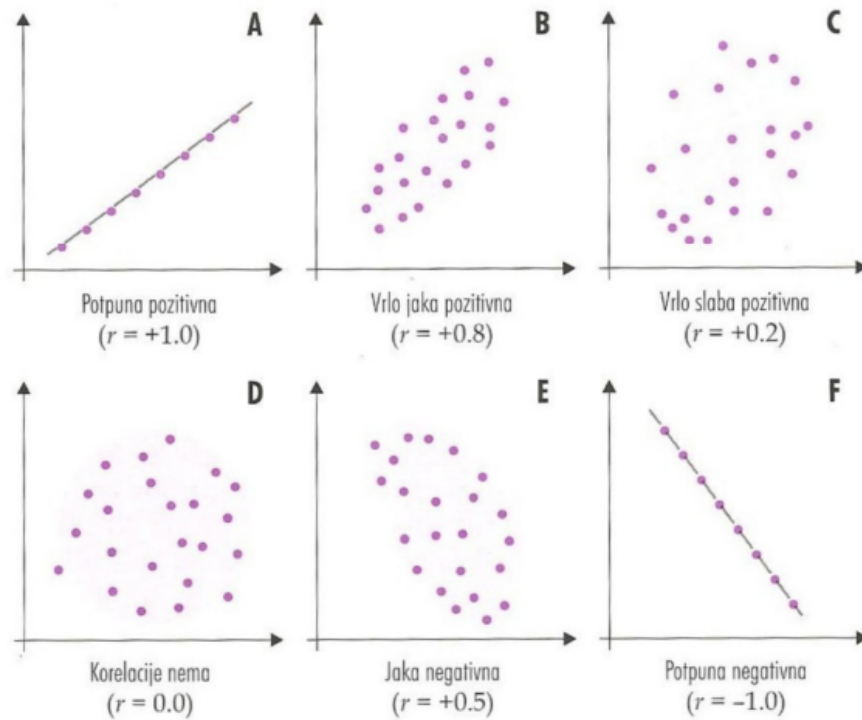 A
B
C
Potpuna pozitivna
(r = +1.0)
Vrlo jaka pozitivna
(r = +0.8)
Vrlo slaba pozitivna
(r = +0.2)
D
E
F
Korelacije nema
(r = 0.0)
Jaka negativna
(r = +0.5)
Potpuna negativna
(r = –1.0)